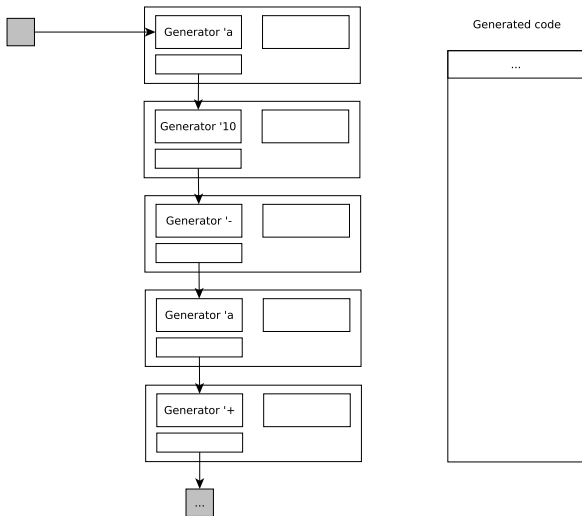 Generated code
Generator 'a
...
Generator '10
Generator '-
Generator 'a
Generator '+
...